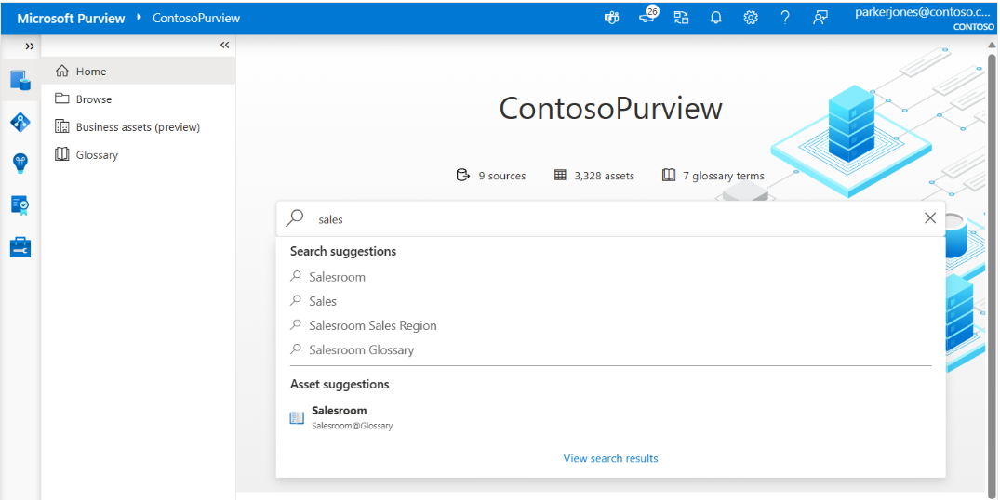 Microsoft Purview ContosoPurview
26
parkerjones@contoso.c...
CONTOSO
Home
Browse
Business assets (preview)
Glossary
ContosoPurview
9 sources 3,328 assets 7 glossary terms
sales
Search suggestions
Salesroom
Sales
Salesroom Sales Region
Salesroom Glossary
Asset suggestions
Salesroom
Salesroom@Glossary
View search results